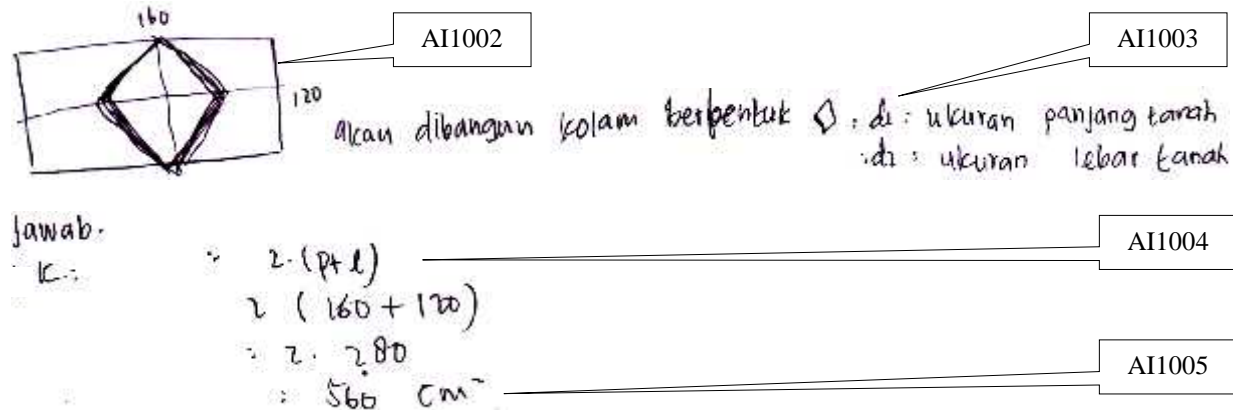 160
AI1002
AI1003
120
akan dibangun kolam berbentuk ◊ : d1 : ukuran panjang tanah
: d2 : ukuran lebar tanah
Jawab.
K : : 2. (p+l)
2 (160 + 120)
: 2. 280
: 560 cm²
AI1004
AI1005